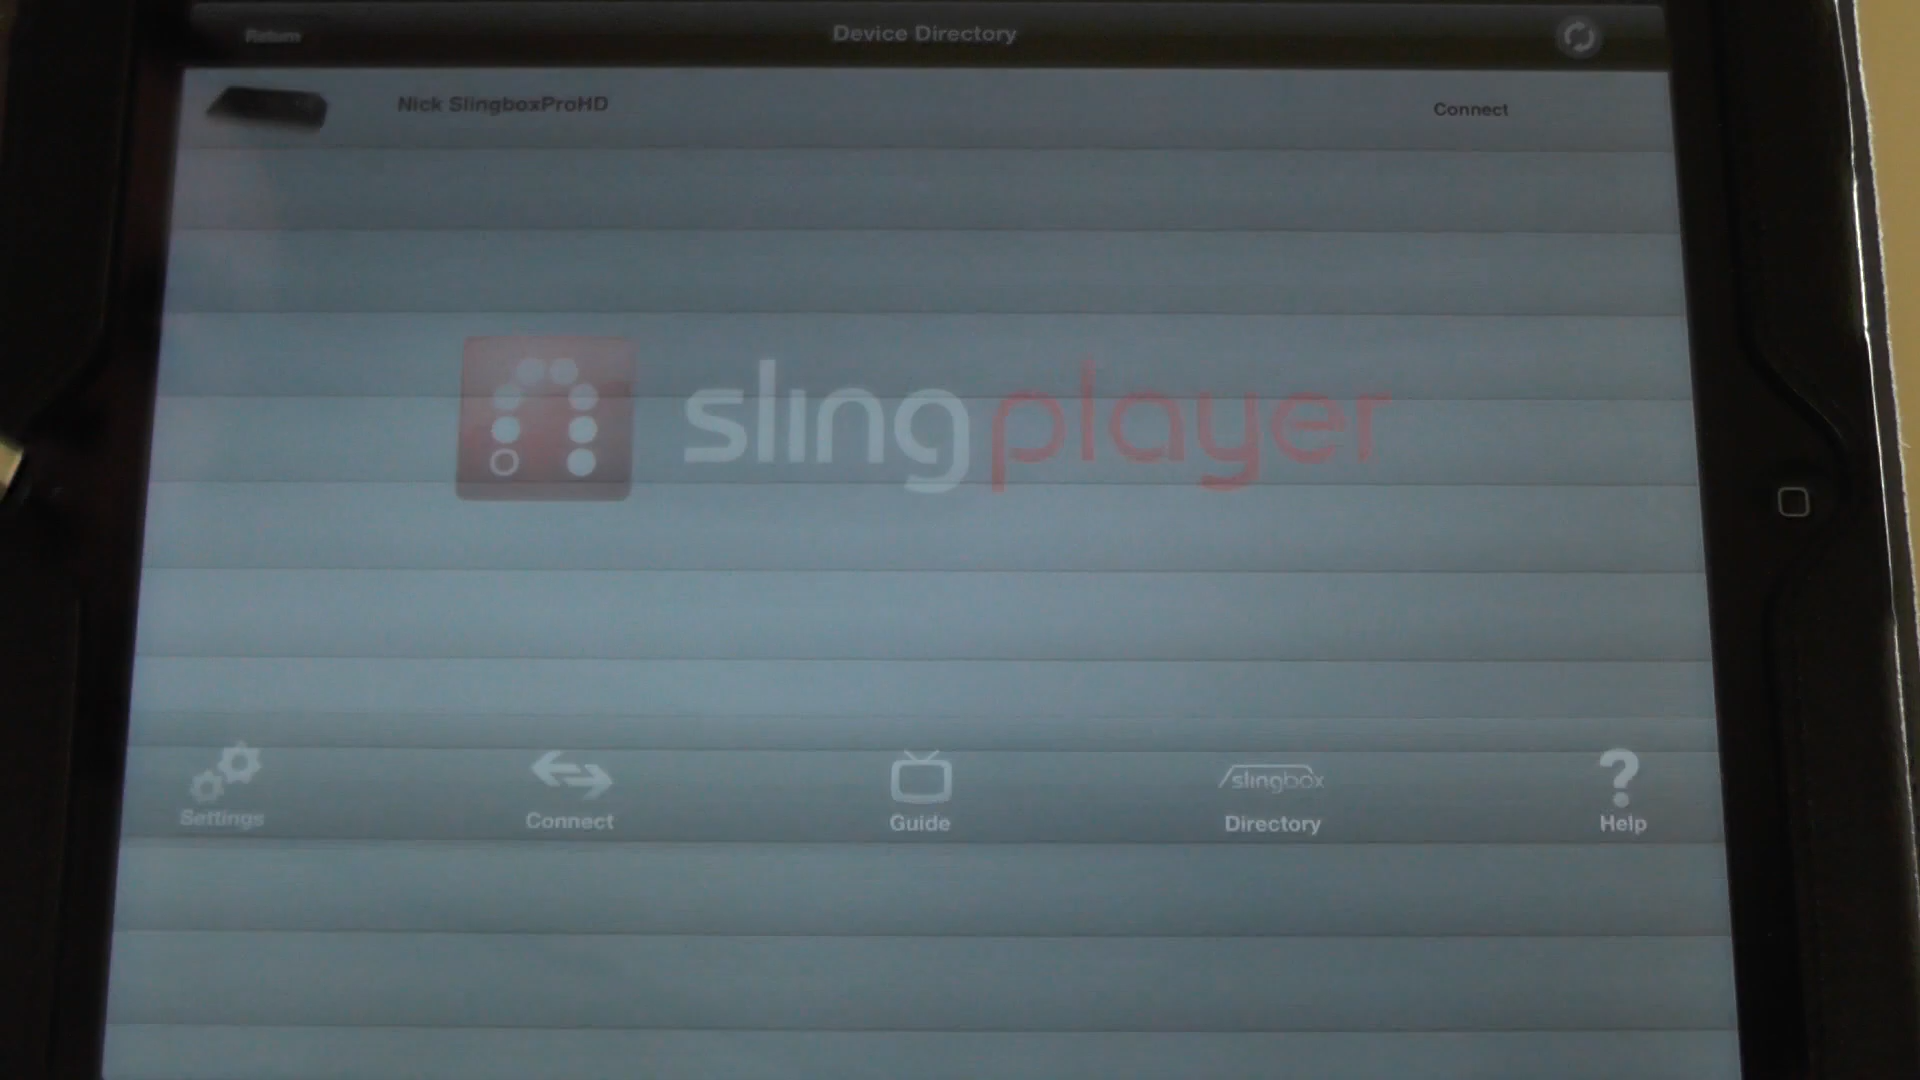 Return
Device Directory
Nick SlingboxProHD
Connect
slingplayer
Settings
Connect
Guide
slingbox
Directory
Help